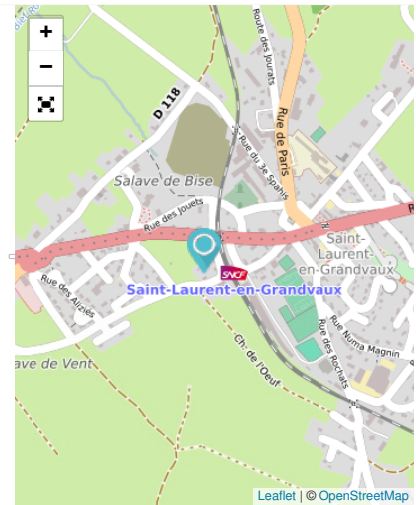 +
−
Route des Jourats
D 118
Rue de Paris
Rue du 3e Spahis
Salave de Bise
Rue des Jouets
Saint-
Laurent-
en-Grandvaux
SNCF
Saint-Laurent-en-Grandvaux
Rue des Aliziés
Rue Numa Magnin
Rue des Rochats
Ch. de l'Oeuf
ave de Vent
Leaflet | © OpenStreetMap